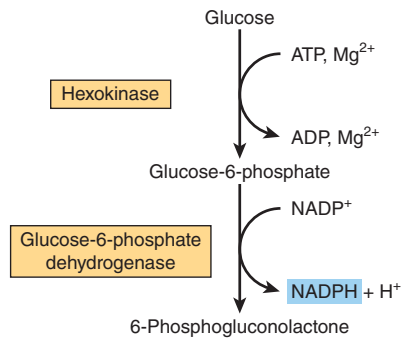 Glucose
ATP, Mg²⁺
Hexokinase
ADP, Mg²⁺
Glucose-6-phosphate
NADP⁺
Glucose-6-phosphate
dehydrogenase
NADPH + H⁺
6-Phosphogluconolactone